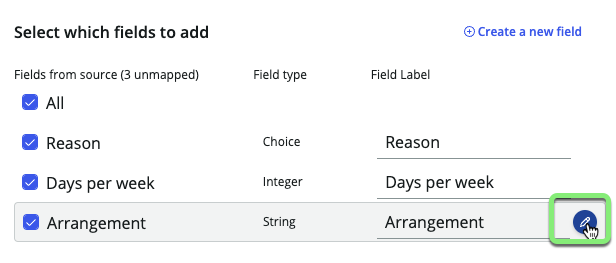 Select which fields to add
Create a new field
Fields from source (3 unmapped) Field type Field Label
All
Reason Choice Reason
Days per week Integer Days per week
Arrangement String Arrangement